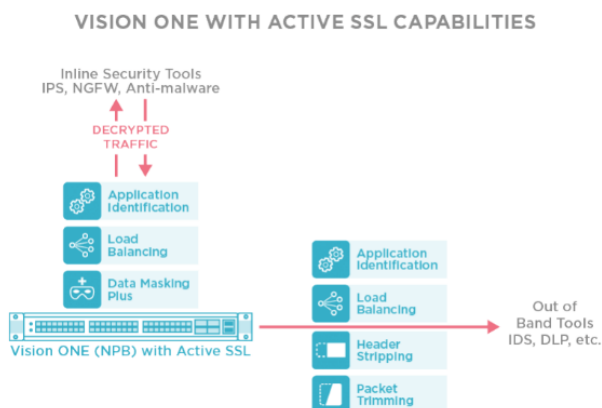 VISION ONE WITH ACTIVE SSL CAPABILITIES
Inline Security Tools
IPS, NGFW, Anti-malware
DECRYPTED
TRAFFIC
Application
Identification
Load
Balancing
Data Masking
Plus
Vision ONE (NPB) with Active SSL
Application
Identification
Load
Balancing
Header
Stripping
Packet
Trimming
Out of
Band Tools
IDS, DLP, etc.